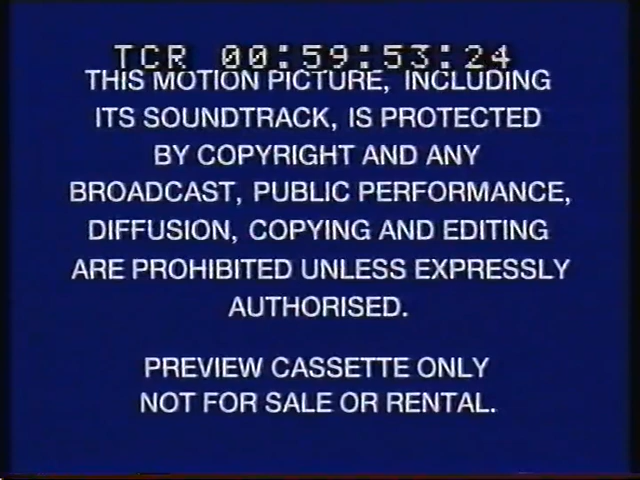 TCR 00:59:53:24
THIS MOTION PICTURE, INCLUDING
ITS SOUNDTRACK, IS PROTECTED
BY COPYRIGHT AND ANY
BROADCAST, PUBLIC PERFORMANCE,
DIFFUSION, COPYING AND EDITING
ARE PROHIBITED UNLESS EXPRESSLY
AUTHORISED.
PREVIEW CASSETTE ONLY
NOT FOR SALE OR RENTAL.